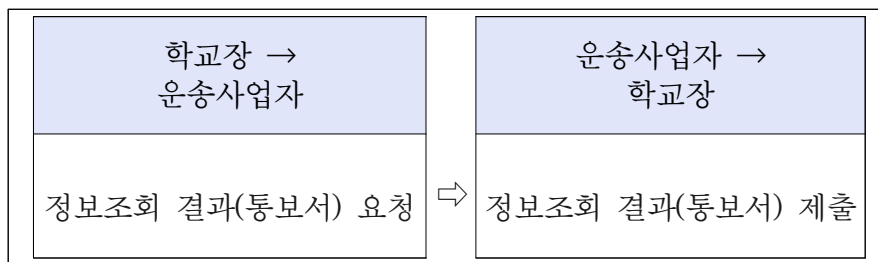 학교장 →
운송사업자
정보조회 결과(통보서) 요청
⇨
운송사업자 →
학교장
정보조회 결과(통보서) 제출